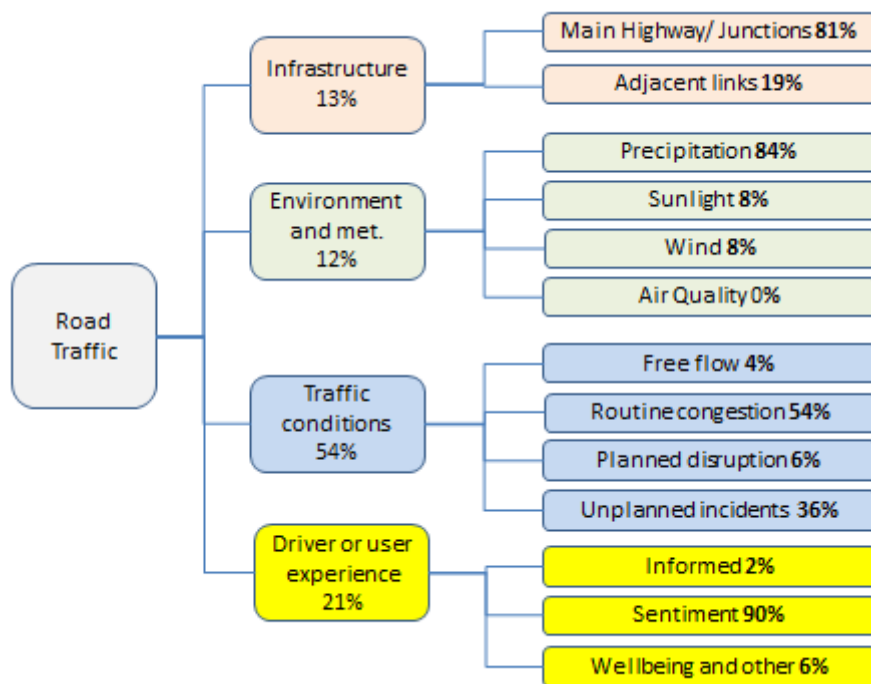 Road
Traffic
Infrastructure
13%
Main Highway/ Junctions 81%
Adjacent links 19%
Environment
and met.
12%
Precipitation 84%
Sunlight 8%
Wind 8%
Air Quality 0%
Traffic
conditions
54%
Free flow 4%
Routine congestion 54%
Planned disruption 6%
Unplanned incidents 36%
Driver or user
experience
21%
Informed 2%
Sentiment 90%
Wellbeing and other 6%